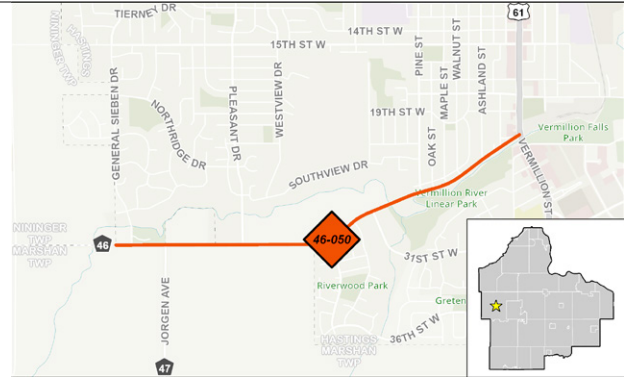 TIERNEY DR
14TH ST W
61
15TH ST W
HASTINGS
NININGER
TWP
GENERAL SIEBEN DR
NORTHRIDGE DR
PLEASANT DR
WESTVIEW DR
PINE ST
MAPLE ST
WALNUT ST
ASHLAND ST
19TH ST W
OAK ST
Vermillion Falls
Park
SOUTHVIEW DR
VERMILLION ST
Vermillion River
Linear Park
46-050
NININGER
TWP
MARSHAN
TWP
46
31ST ST W
Riverwood Park
JORGEN AVE
Greten
36TH ST W
HASTINGS
MARSHAN
TWP
47